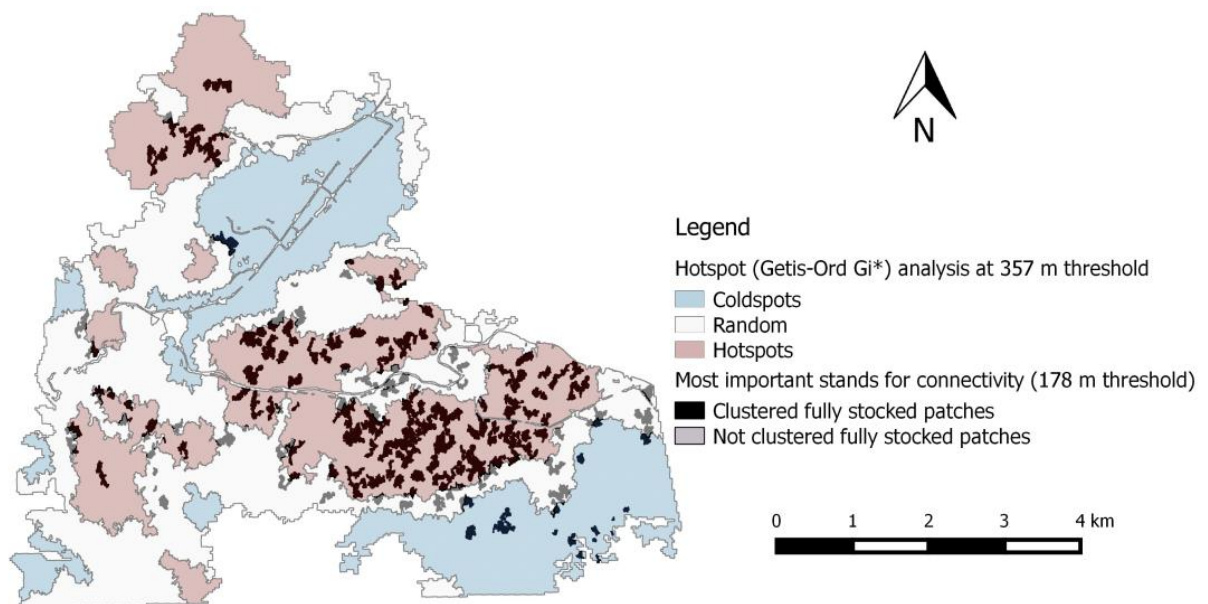 N
Legend
Hotspot (Getis-Ord Gi*) analysis at 357 m threshold
Coldspots
Random
Hotspots
Most important stands for connectivity (178 m threshold)
Clustered fully stocked patches
Not clustered fully stocked patches
0 1 2 3 4 km